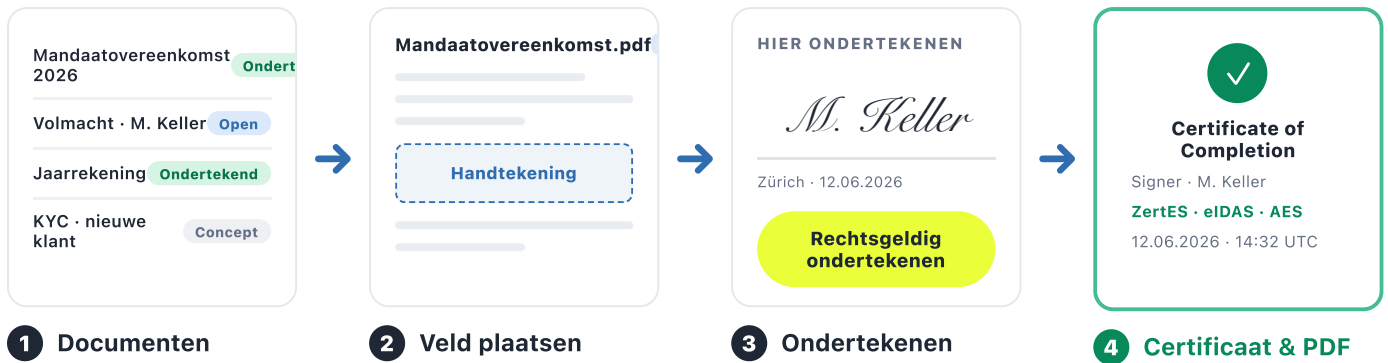 Mandaatovereenkomst
2026
Ondert
Volmacht · M. Keller
Open
Jaarrekening
Ondertekend
KYC · nieuwe
klant
Concept
1 Documenten
Mandaatovereenkomst.pdf
Handtekening
2 Veld plaatsen
HIER ONDERTEKENEN
M. Keller
Zürich · 12.06.2026
Rechtsgeldig
ondertekenen
3 Ondertekenen
Certificate of
Completion
Signer · M. Keller
ZertES · eIDAS · AES
12.06.2026 · 14:32 UTC
4 Certificaat & PDF